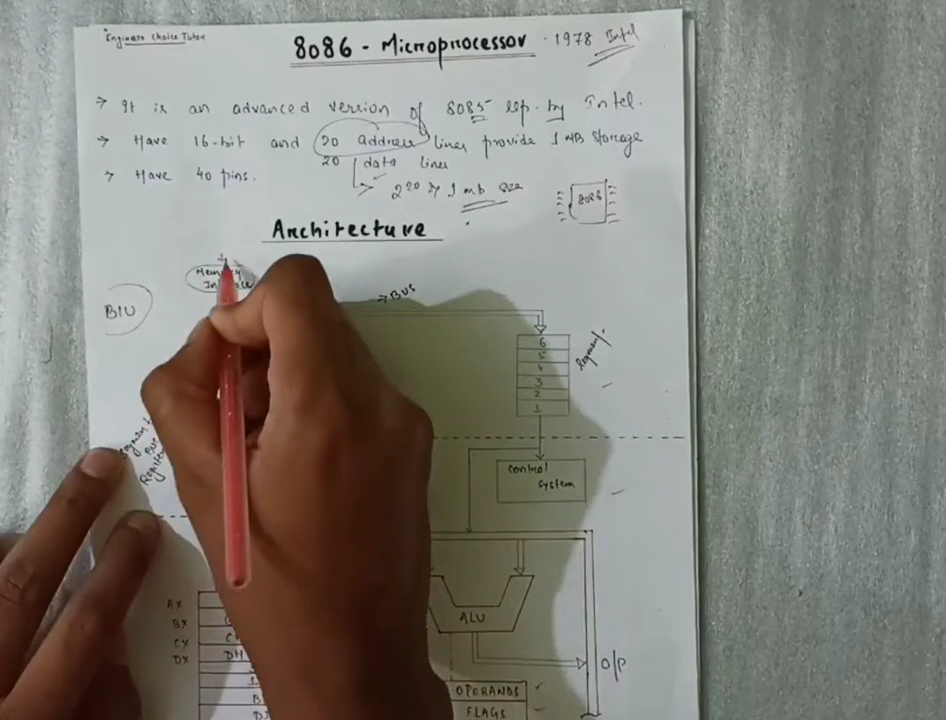 Engineers Choice Tutor
8086 - Microprocessor - 1978 Intel
→ It is an advanced version of 8085 by Intel.
→ Have 16-bit and 20 address lines provide 1 MB Storage
20 data lines
→ Have 40 pins.
2²⁰ → 1 mb size
8086
Architecture
Memory
BIU
→ BUS
6
5
4
3
2
1
Control
system
AX
BX
CX
DX
DH
ALU
O/P
OPERANDS
FLAGS